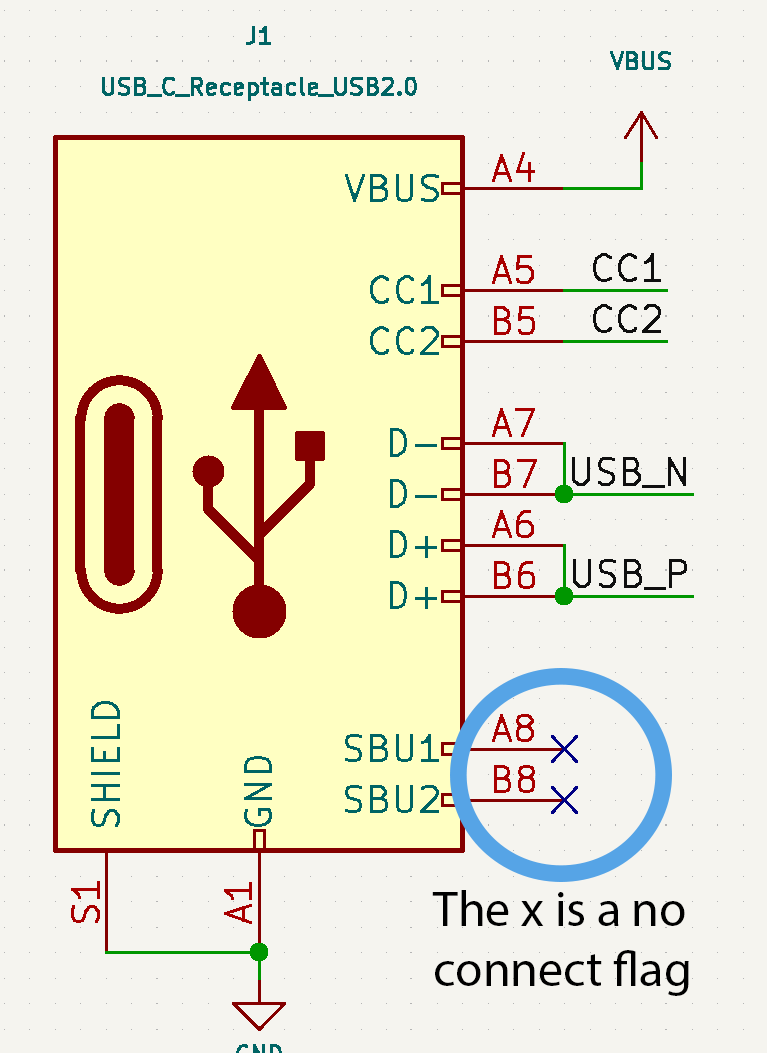 J1
VBUS
USB_C_Receptacle_USB2.0
VBUS A4
CC1 A5 CC1
CC2 B5 CC2
D- A7
D- B7 USB_N
D+ A6
D+ B6 USB_P
SHIELD
GND
SBU1 A8
SBU2 B8
S1
A1
The x is a no
connect flag
GND